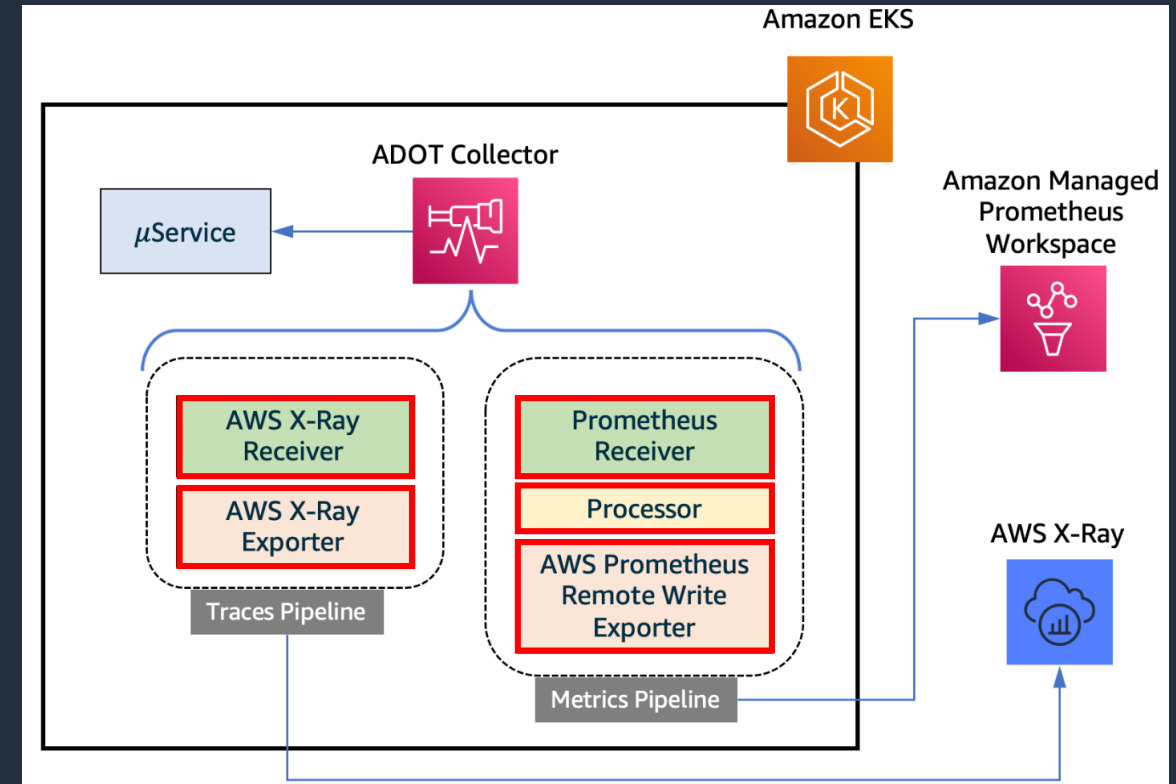 Amazon EKS
ADOT Collector
μService
Amazon Managed
Prometheus
Workspace
AWS X-Ray
Receiver
AWS X-Ray
Exporter
Traces Pipeline
Prometheus
Receiver
Processor
AWS Prometheus
Remote Write
Exporter
Metrics Pipeline
AWS X-Ray
K